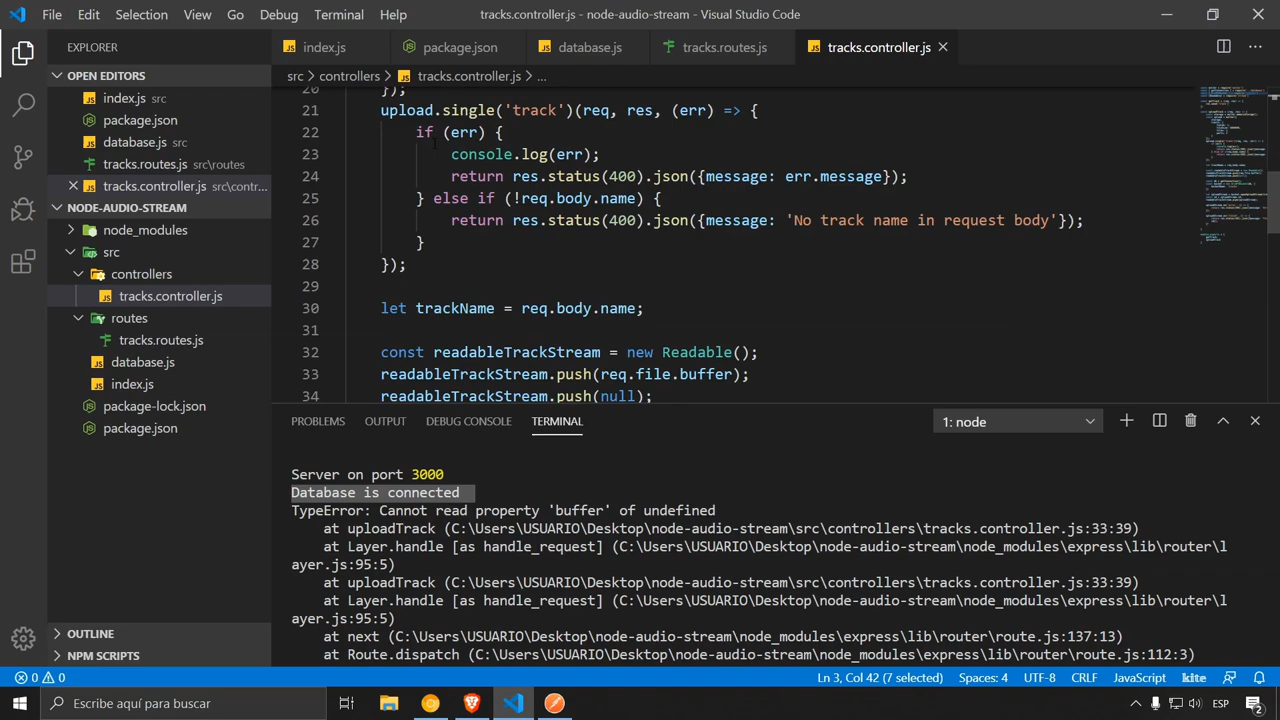 File Edit Selection View Go Debug Terminal Help
tracks.controller.js - node-audio-stream - Visual Studio Code
EXPLORER
OPEN EDITORS
index.js src
package.json
database.js src
tracks.routes.js src\routes
tracks.controller.js src\contr...
NODE-AUDIO-STREAM
node_modules
src
controllers
tracks.controller.js
routes
tracks.routes.js
database.js
index.js
package-lock.json
package.json
OUTLINE
NPM SCRIPTS
index.js
package.json
database.js
tracks.routes.js
tracks.controller.js
src > controllers > tracks.controller.js > ...
20 });
21 upload.single('track')(req, res, (err) => {
22 if (err) {
23 console.log(err);
24 return res.status(400).json({message: err.message});
25 } else if (!req.body.name) {
26 return res.status(400).json({message: 'No track name in request body'});
27 }
28 });
29
30 let trackName = req.body.name;
31
32 const readableTrackStream = new Readable();
33 readableTrackStream.push(req.file.buffer);
34 readableTrackStream.push(null);
PROBLEMS OUTPUT DEBUG CONSOLE TERMINAL
1: node
Server on port 3000
Database is connected
TypeError: Cannot read property 'buffer' of undefined
at uploadTrack (C:\Users\USUARIO\Desktop\node-audio-stream\src\controllers\tracks.controller.js:33:39)
at Layer.handle [as handle_request] (C:\Users\USUARIO\Desktop\node-audio-stream\node_modules\express\lib\router\l
ayer.js:95:5)
at uploadTrack (C:\Users\USUARIO\Desktop\node-audio-stream\src\controllers\tracks.controller.js:33:39)
at Layer.handle [as handle_request] (C:\Users\USUARIO\Desktop\node-audio-stream\node_modules\express\lib\router\l
ayer.js:95:5)
at next (C:\Users\USUARIO\Desktop\node-audio-stream\node_modules\express\lib\router\route.js:137:13)
at Route.dispatch (C:\Users\USUARIO\Desktop\node-audio-stream\node_modules\express\lib\router\route.js:112:3)
0 0
Ln 3, Col 42 (7 selected) Spaces: 4 UTF-8 CRLF JavaScript kite
Escribe aquí para buscar
ESP
2